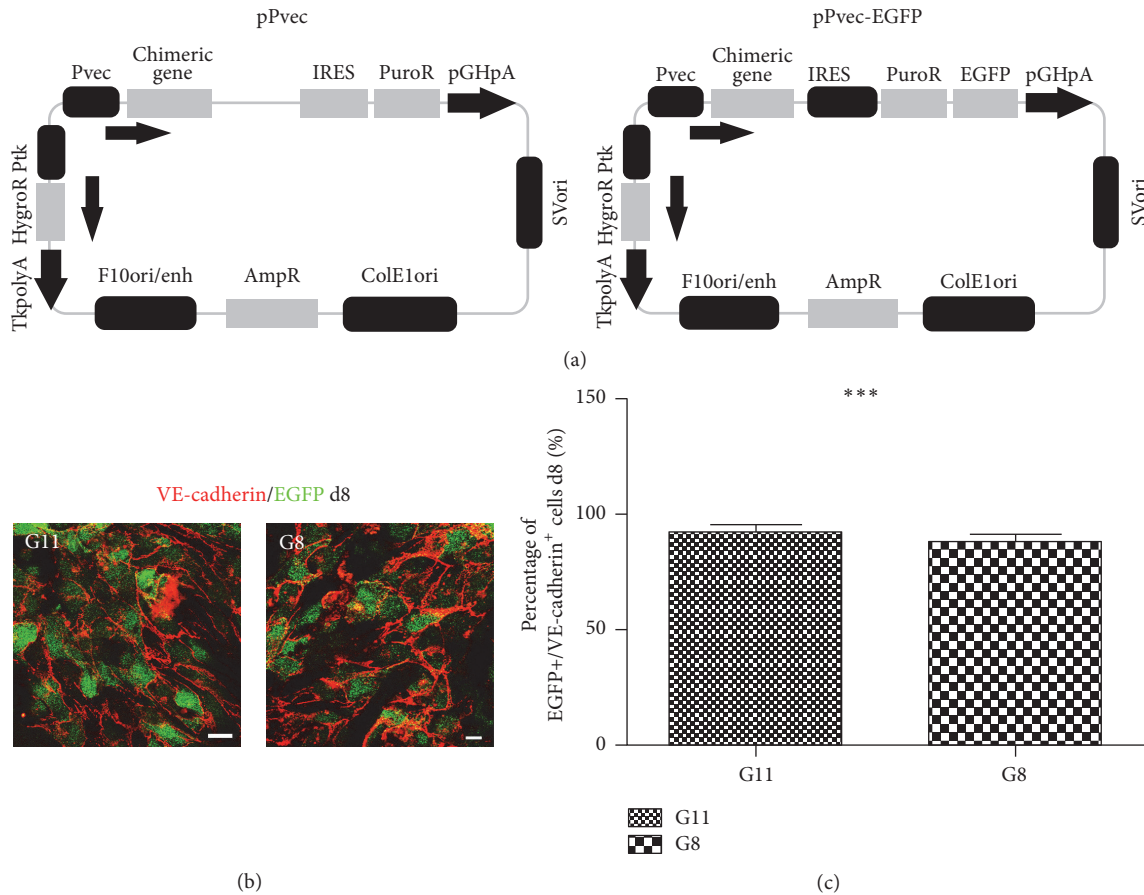 pPvec
Pvec
Chimeric
gene
IRES
PuroR
pGHpA
Ptk
HygroR
TkpolyA
SVori
F10ori/enh
AmpR
ColE1ori
pPvec-EGFP
Pvec
Chimeric
gene
IRES
PuroR
EGFP
pGHpA
Ptk
HygroR
TkpolyA
SVori
F10ori/enh
AmpR
ColE1ori
(a)
VE-cadherin/EGFP d8
G11
G8
(b)
Percentage of
EGFP+/VE-cadherin+ cells d8 (%)
150
100
50
0
***
G11
G8
G11
G8
(c)